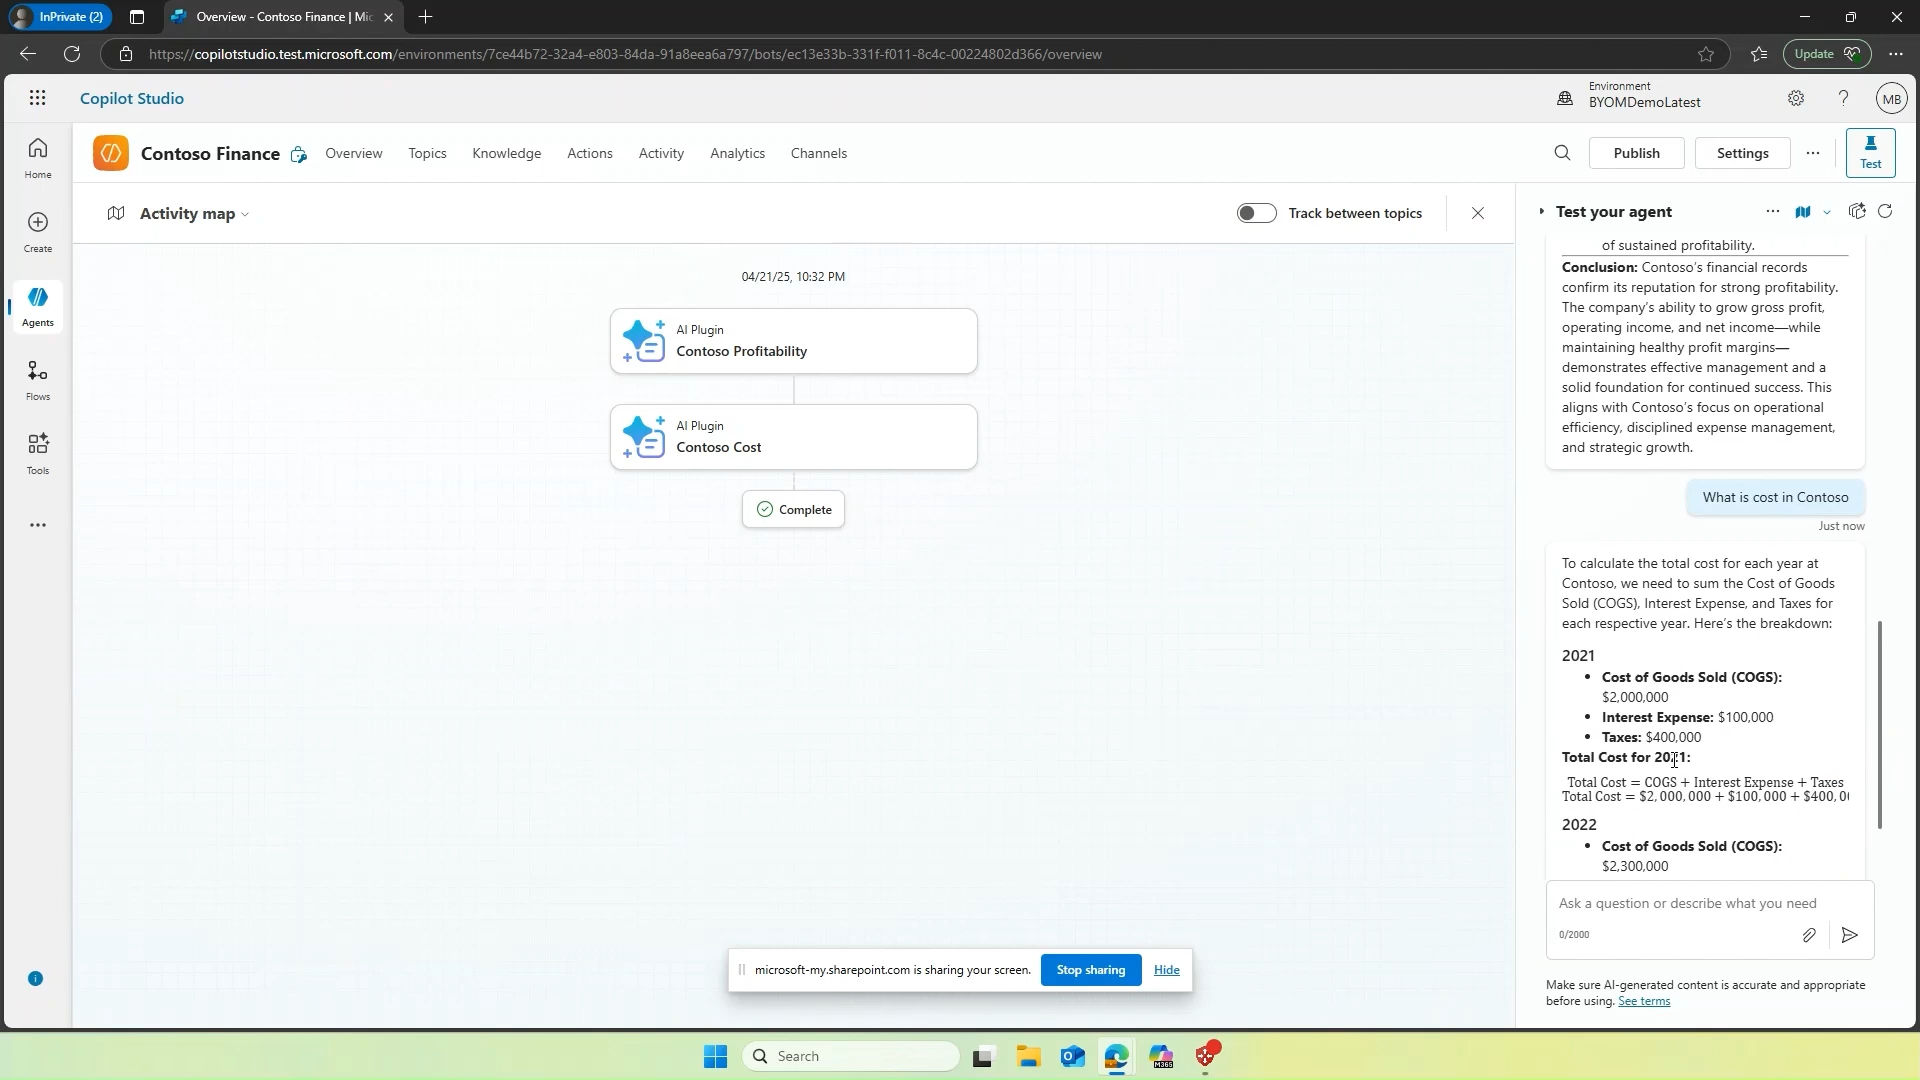 InPrivate (2)
Overview - Contoso Finance | Mic
https://copilotstudio.test.microsoft.com/environments/7ce44b72-32a4-e803-84da-91a8eea6a797/bots/ec13e33b-331f-f011-8c4c-00224802d366/overview
Update
Copilot Studio
Environment
BYOMDemoLatest
MB
Home
Create
Agents
Flows
Tools
Contoso Finance
Overview
Topics
Knowledge
Actions
Activity
Analytics
Channels
Publish
Settings
Test
Activity map
Track between topics
04/21/25, 10:32 PM
AI Plugin
Contoso Profitability
AI Plugin
Contoso Cost
Complete
Test your agent
of sustained profitability.
Conclusion: Contoso's financial records
confirm its reputation for strong profitability.
The company's ability to grow gross profit,
operating income, and net income—while
maintaining healthy profit margins—
demonstrates effective management and a
solid foundation for continued success. This
aligns with Contoso's focus on operational
efficiency, disciplined expense management,
and strategic growth.
What is cost in Contoso
Just now
To calculate the total cost for each year at
Contoso, we need to sum the Cost of Goods
Sold (COGS), Interest Expense, and Taxes for
each respective year. Here's the breakdown:
2021
• Cost of Goods Sold (COGS):
$2,000,000
• Interest Expense: $100,000
• Taxes: $400,000
Total Cost for 2021:
Total Cost = COGS + Interest Expense + Taxes
Total Cost = $2,000,000 + $100,000 + $400,0
2022
• Cost of Goods Sold (COGS):
$2,300,000
Ask a question or describe what you need
0/2000
Make sure AI-generated content is accurate and appropriate
before using. See terms
microsoft-my.sharepoint.com is sharing your screen.
Stop sharing
Hide
Search
M365